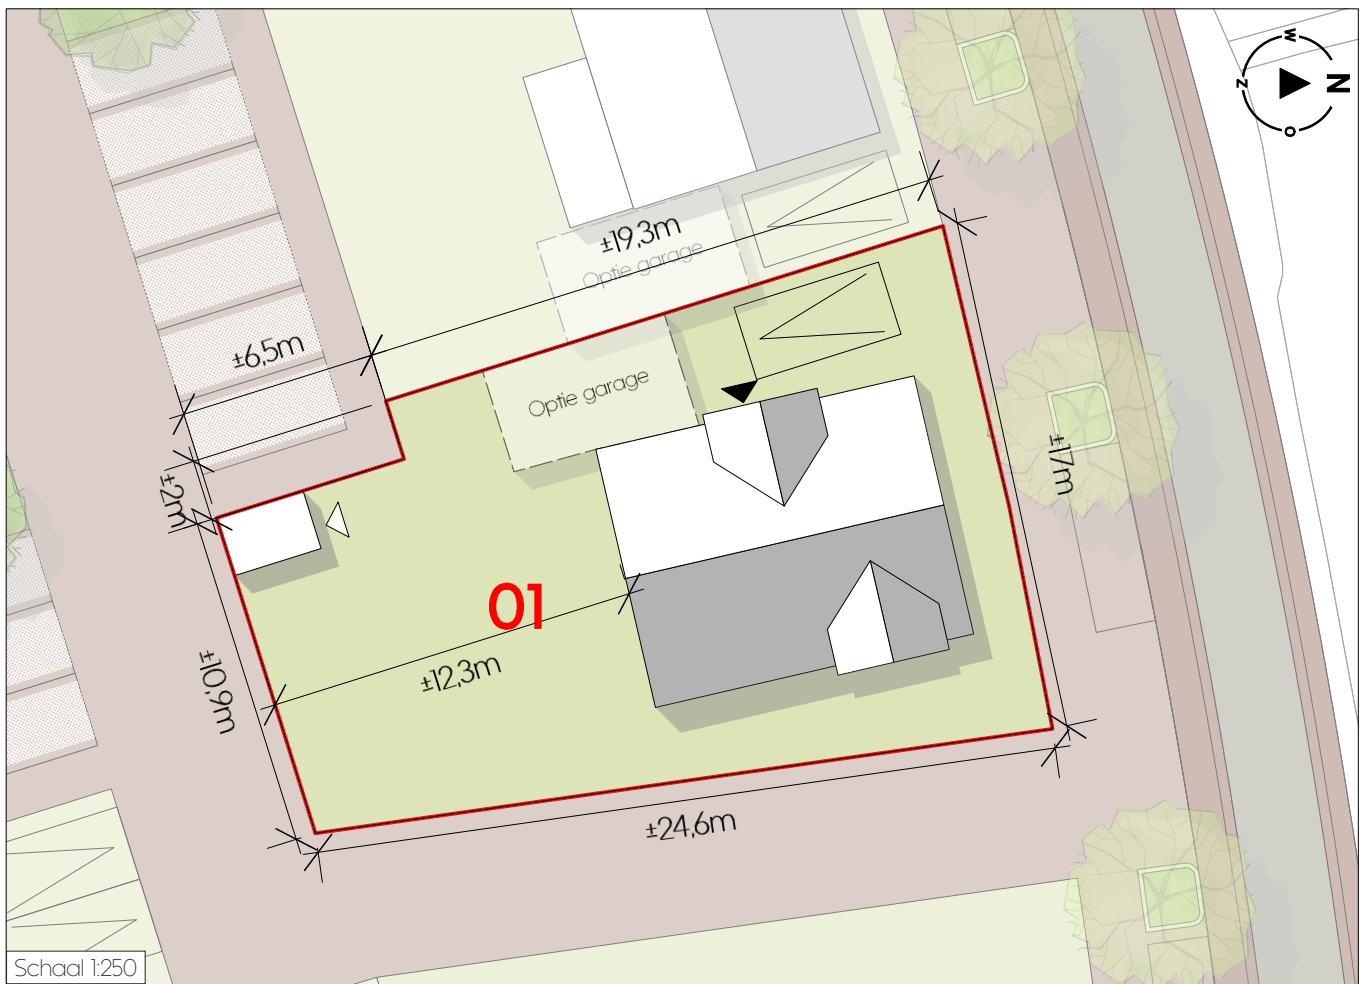 W
N
Z
O
±19,3m
Optie garage
±6,5m
Optie garage
±17m
±2m
01
±12,3m
±10,9m
±24,6m
Schaal 1:250